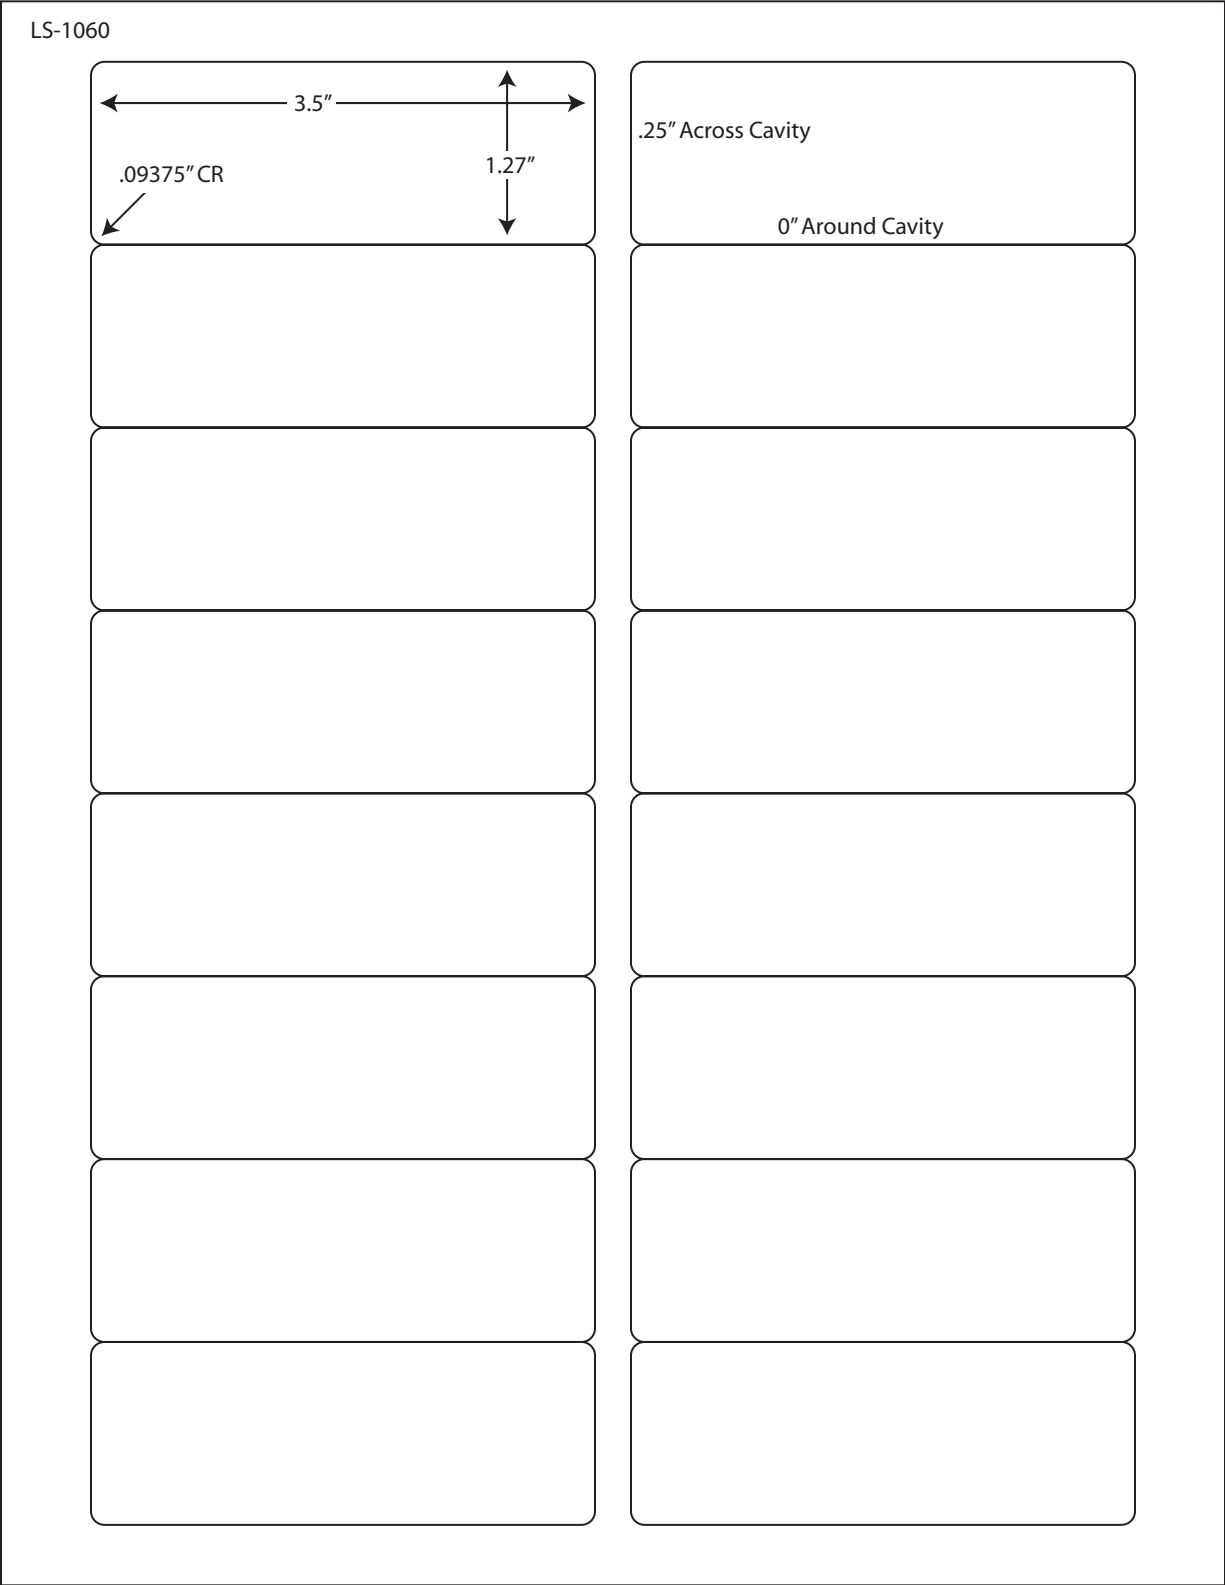 LS-1060
3.5”
.25” Across Cavity
1.27”
.09375” CR
0” Around Cavity